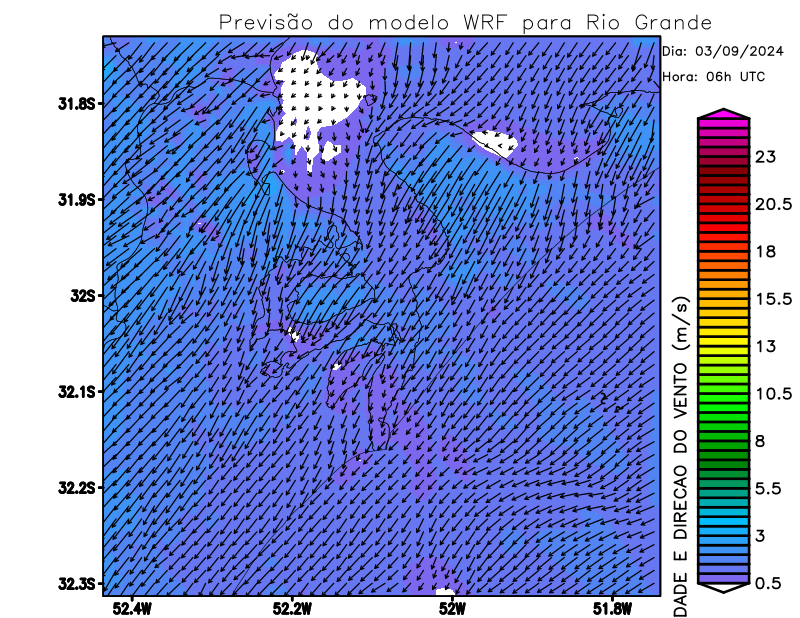 Previsão do modelo WRF para Rio Grande
Dia: 03/09/2024
Hora: 06h UTC
31.8S
31.9S
32S
32.1S
32.2S
32.3S
52.4W
52.2W
52W
51.8W
DADE E DIRECAO DO VENTO (m/s)
23
20.5
18
15.5
13
10.5
8
5.5
3
0.5